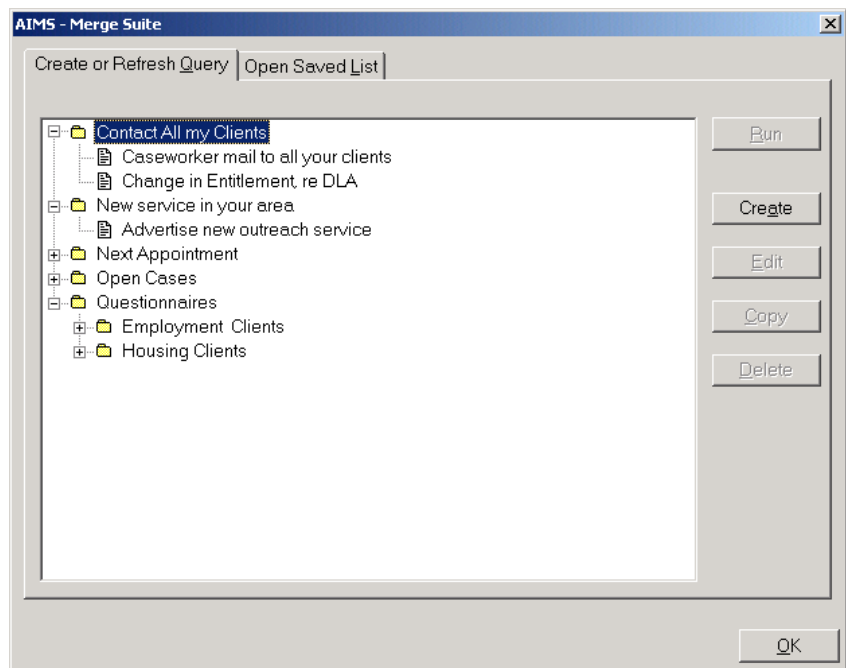 AIMS - Merge Suite
Create or Refresh Query
Open Saved List
Contact All my Clients
Caseworker mail to all your clients
Change in Entitlement, re DLA
New service in your area
Advertise new outreach service
Next Appointment
Open Cases
Questionnaires
Employment Clients
Housing Clients
Run
Create
Edit
Copy
Delete
OK